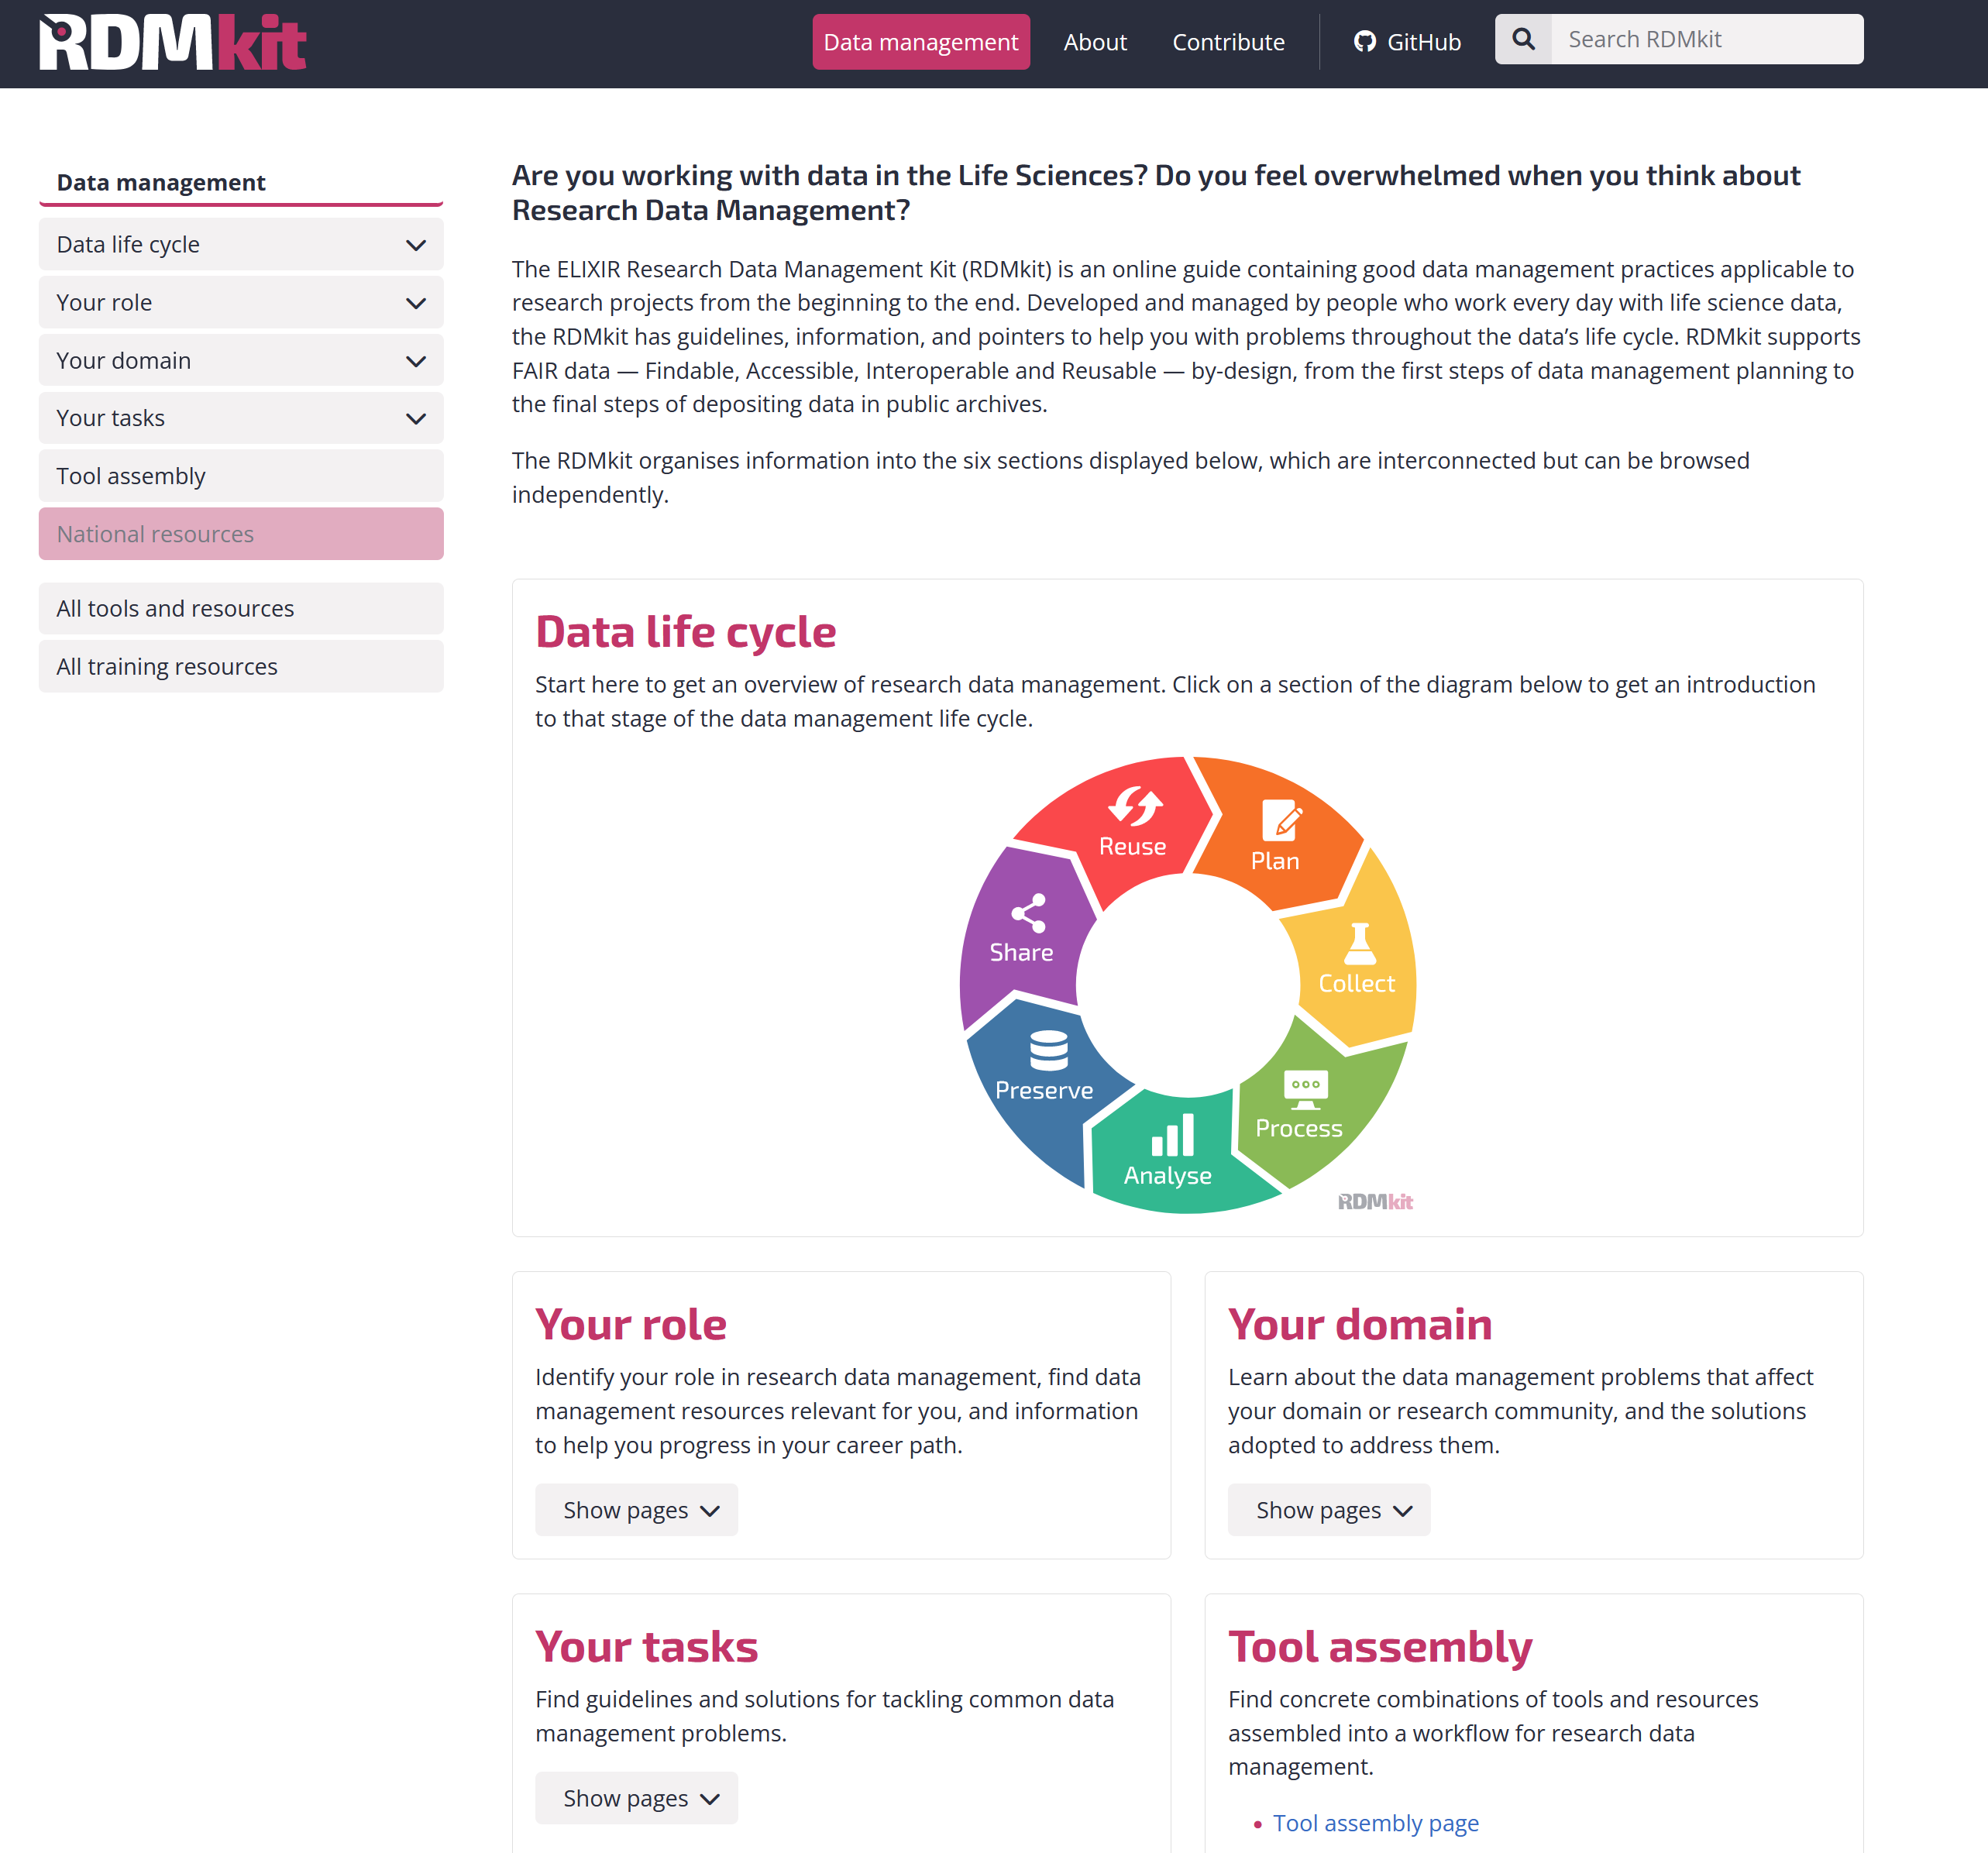 RDMkit
Data management
About
Contribute
GitHub
Search RDMkit
Data management
Data life cycle
Your role
Your domain
Your tasks
Tool assembly
National resources
All tools and resources
All training resources
Are you working with data in the Life Sciences? Do you feel overwhelmed when you think about
Research Data Management?
The ELIXIR Research Data Management Kit (RDMkit) is an online guide containing good data management practices applicable to
research projects from the beginning to the end. Developed and managed by people who work every day with life science data,
the RDMkit has guidelines, information, and pointers to help you with problems throughout the data’s life cycle. RDMkit supports
FAIR data — Findable, Accessible, Interoperable and Reusable — by-design, from the first steps of data management planning to
the final steps of depositing data in public archives.
The RDMkit organises information into the six sections displayed below, which are interconnected but can be browsed
independently.
Data life cycle
Start here to get an overview of research data management. Click on a section of the diagram below to get an introduction
to that stage of the data management life cycle.
Reuse
Plan
Share
Collect
Preserve
Process
Analyse
RDMkit
Your role
Identify your role in research data management, find data
management resources relevant for you, and information
to help you progress in your career path.
Show pages
Your domain
Learn about the data management problems that affect
your domain or research community, and the solutions
adopted to address them.
Show pages
Your tasks
Find guidelines and solutions for tackling common data
management problems.
Show pages
Tool assembly
Find concrete combinations of tools and resources
assembled into a workflow for research data
management.
• Tool assembly page